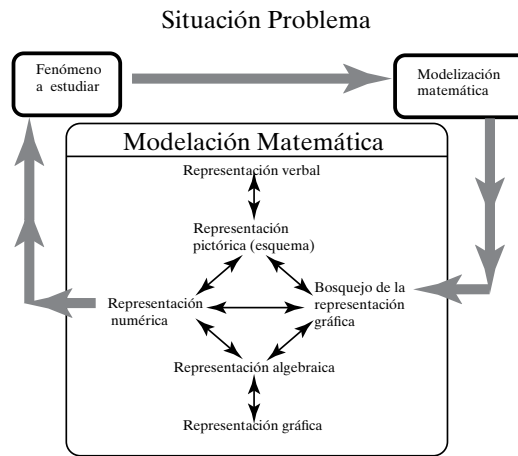 Situación Problema
Fenómeno
a estudiar
Modelización
matemática
Modelación Matemática
Representación verbal
Representación
pictórica (esquema)
Bosquejo de la
representación
gráfica
Representación
numérica
Representación algebraica
Representación gráfica